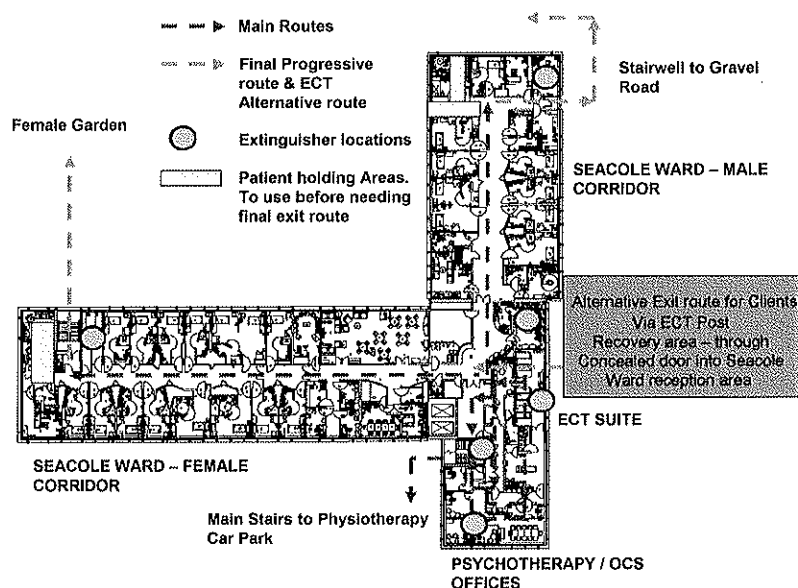 Main Routes
Final Progressive
route & ECT
Alternative route
Stairwell to Gravel
Road
Female Garden
Extinguisher locations
Patient holding Areas.
To use before needing
final exit route
SEACOLE WARD – MALE
CORRIDOR
Alternative Exit route for Clients
Via ECT Post
Recovery area – through
Concealed door into Seacole
Ward reception area
ECT SUITE
SEACOLE WARD – FEMALE
CORRIDOR
Main Stairs to Physiotherapy
Car Park
PSYCHOTHERAPY / OCS
OFFICES